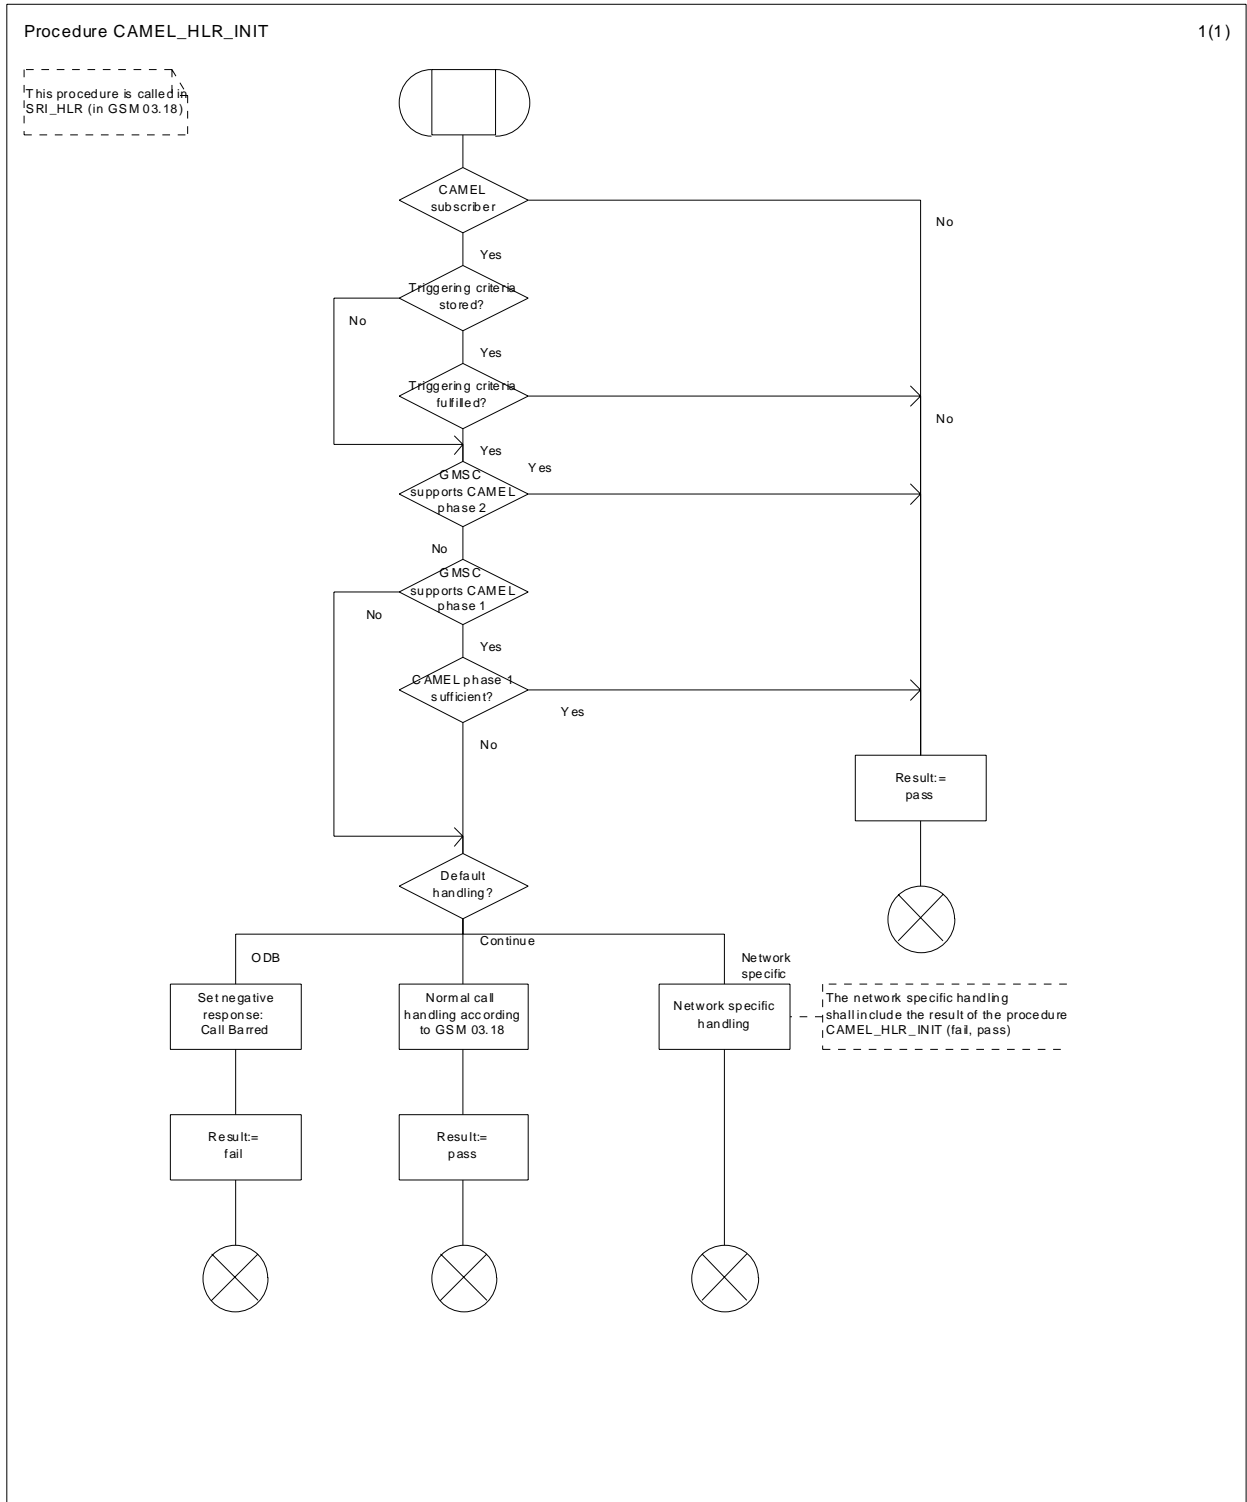 Procedure CAMEL_HLR_INIT
1(1)
This procedure is called in
SRI_HLR (in GSM 03.18)
CAMEL
subscriber
No
Yes
Triggering criteria
stored?
No
Yes
Triggering criteria
fulfilled?
No
Yes
Yes
GMSC
supports CAMEL
phase 2
No
GMSC
supports CAMEL
phase 1
No
Yes
CAMEL phase 1
sufficient?
Yes
No
Result:=
pass
Default
handling?
Continue
ODB
Network
specific
Set negative
response:
Call Barred
Normal call
handling according
to GSM 03.18
Network specific
handling
The network specific handling
shall include the result of the procedure
CAMEL_HLR_INIT (fail, pass)
Result:=
fail
Result:=
pass